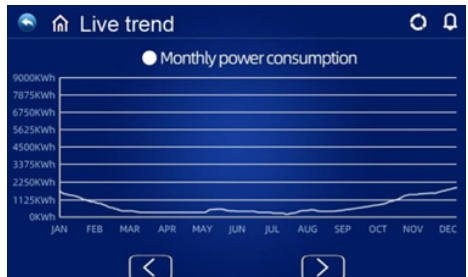 Live trend
Monthly power consumption
9000KWh
7875KWh
6750KWh
5625KWh
4500KWh
3375KWh
2250KWh
1125KWh
0KWh
JAN FEB MAR APR MAY JUN JUL AUG SEP OCT NOV DEC